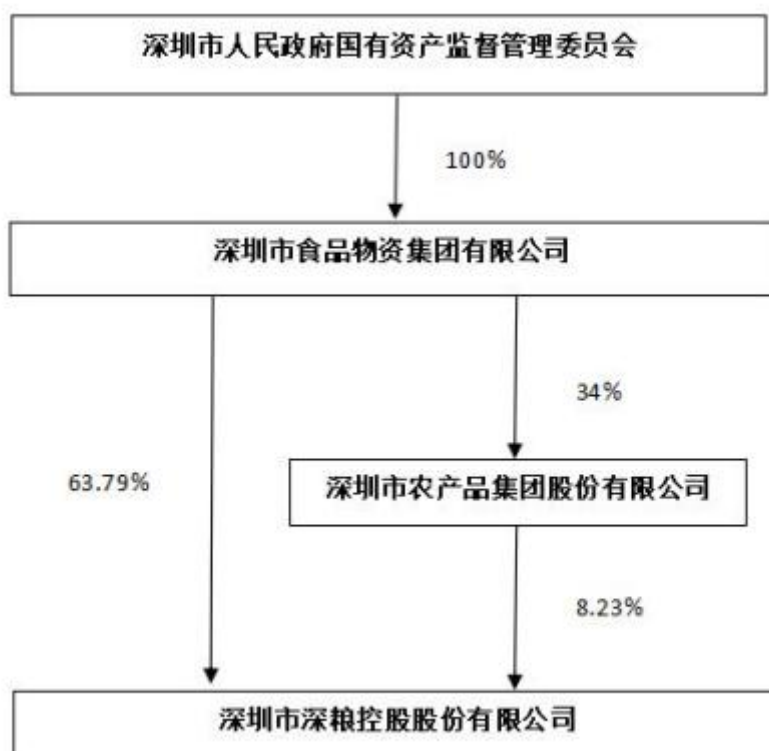 深圳市人民政府国有资产监督管理委员会
100%
深圳市食品物资集团有限公司
34%
63.79%
深圳市农产品集团股份有限公司
8.23%
深圳市深粮控股股份有限公司